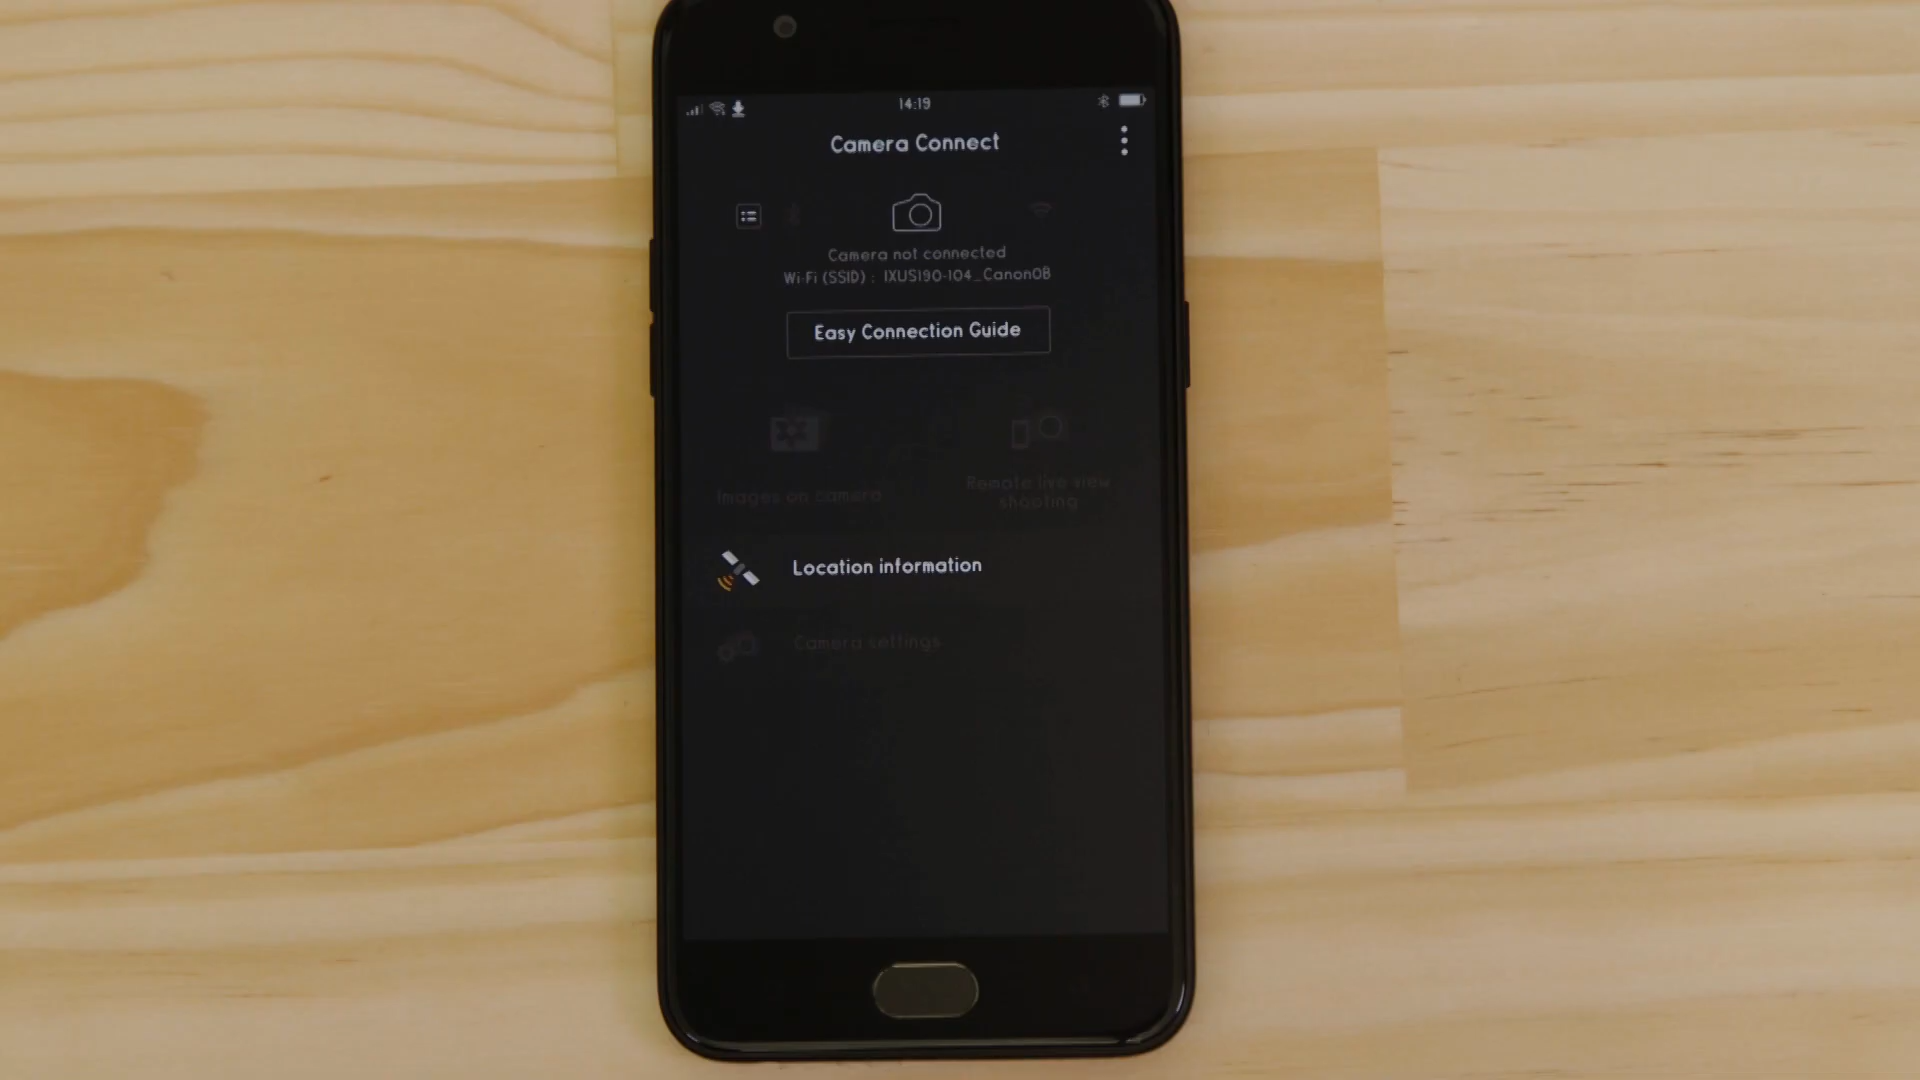 14:19
Camera Connect
Camera not connected
Wi-Fi (SSID) : IXUS190-104_Canon0B
Easy Connection Guide
Images on camera
Remote live view
shooting
Location information
Camera settings